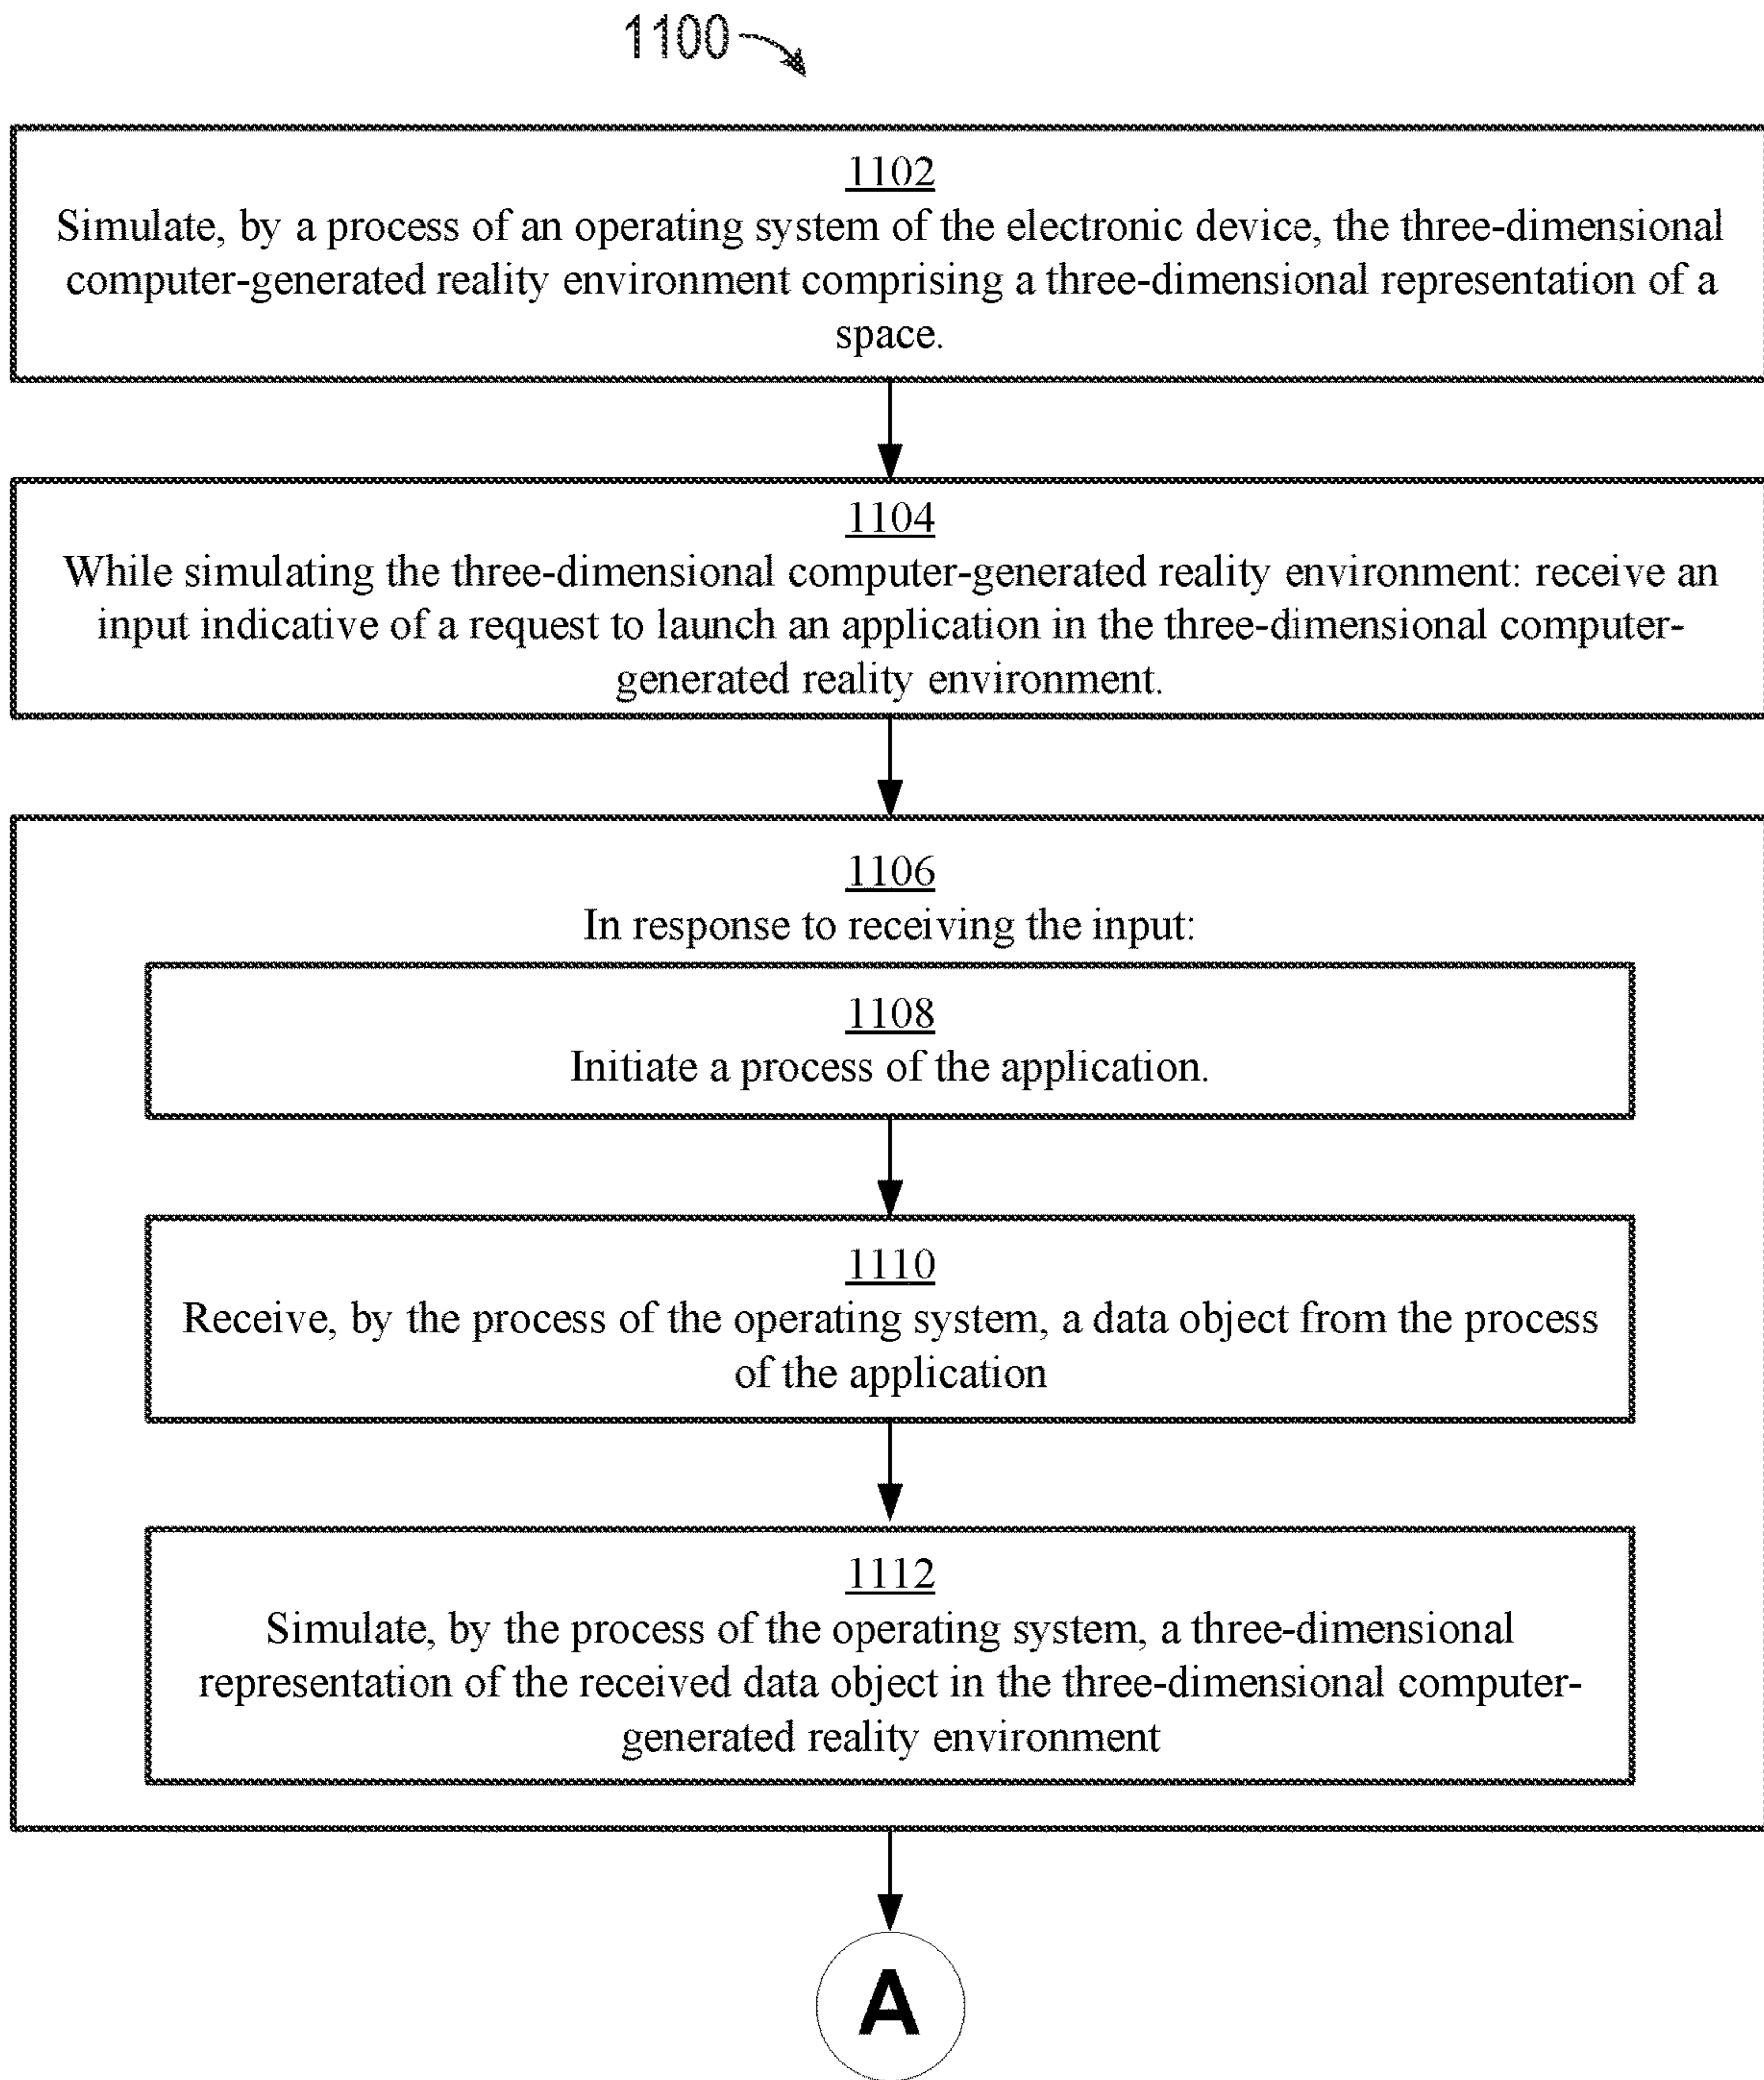 1100
1102
Simulate, by a process of an operating system of the electronic device, the three-dimensional
computer-generated reality environment comprising a three-dimensional representation of a
space.
1104
While simulating the three-dimensional computer-generated reality environment: receive an
input indicative of a request to launch an application in the three-dimensional computer-
generated reality environment.
1106
In response to receiving the input:
1108
Initiate a process of the application.
1110
Receive, by the process of the operating system, a data object from the process
of the application
1112
Simulate, by the process of the operating system, a three-dimensional
representation of the received data object in the three-dimensional computer-
generated reality environment
A